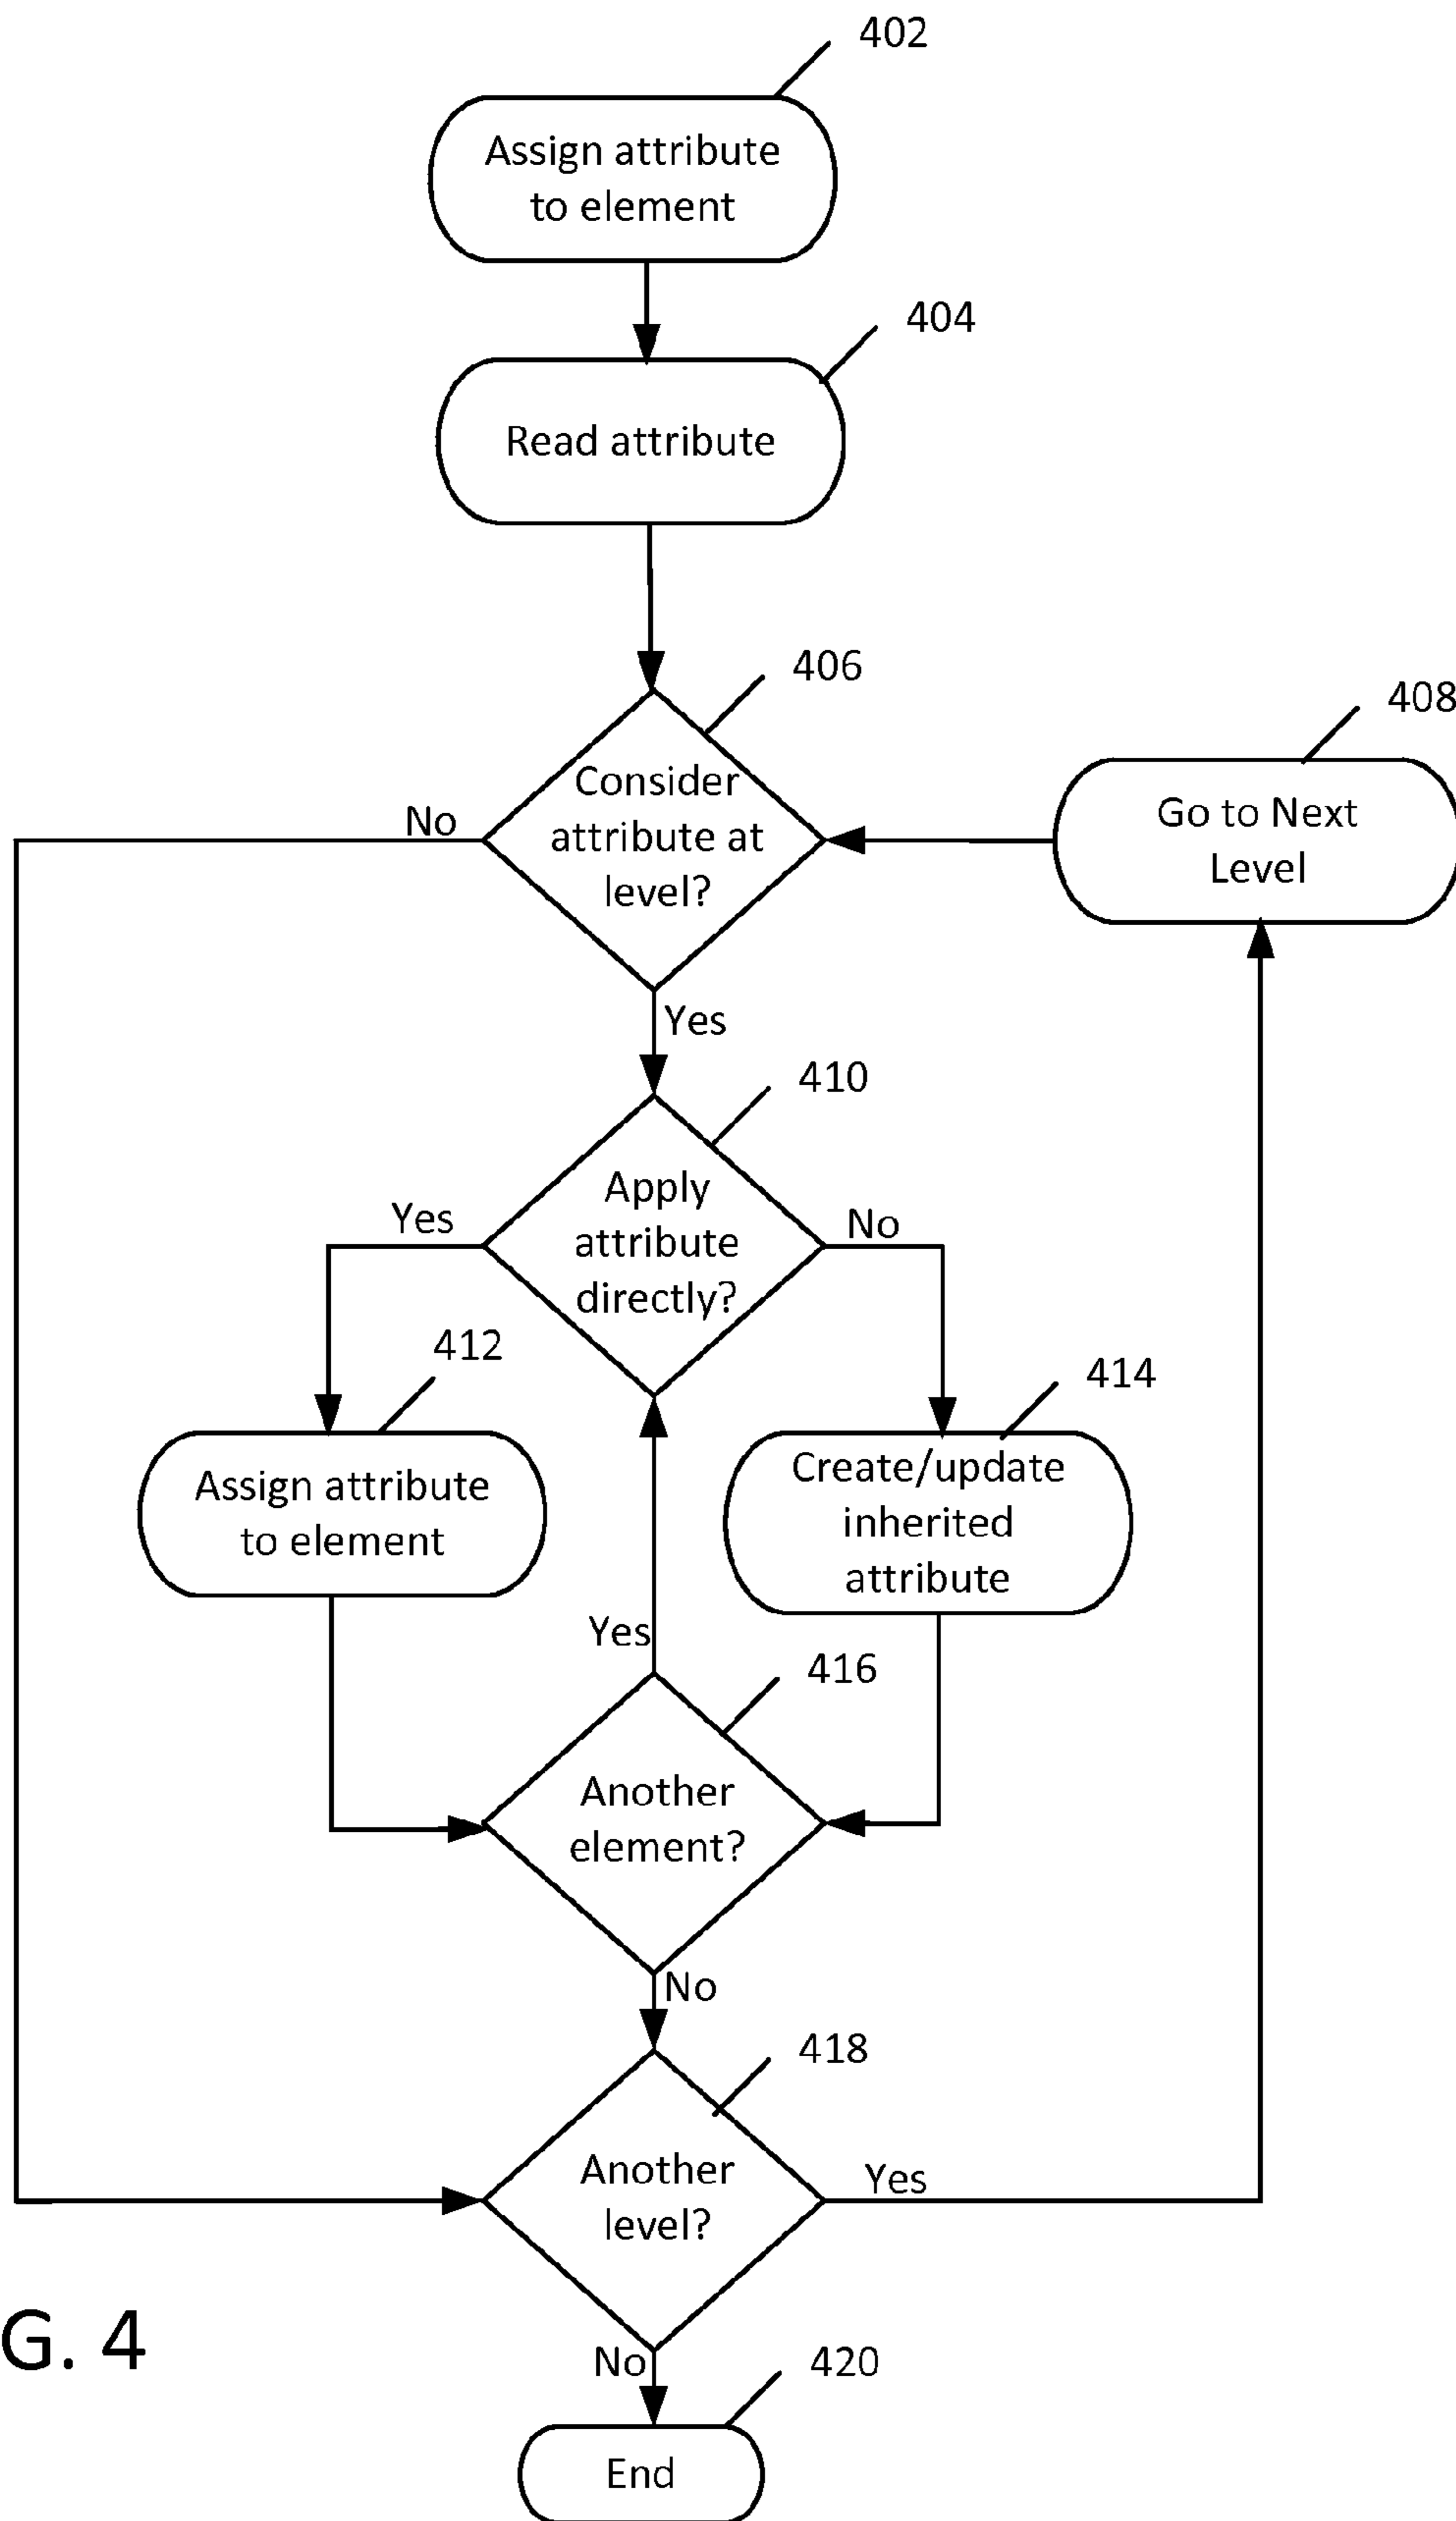 402
Assign attribute
to element
404
Read attribute
406
408
Consider
attribute at
level?
No
Go to Next
Level
Yes
410
Apply
attribute
directly?
Yes
No
412
414
Assign attribute
to element
Create/update
inherited
attribute
Yes
416
Another
element?
No
418
Another
level?
Yes
G. 4
No
420
End